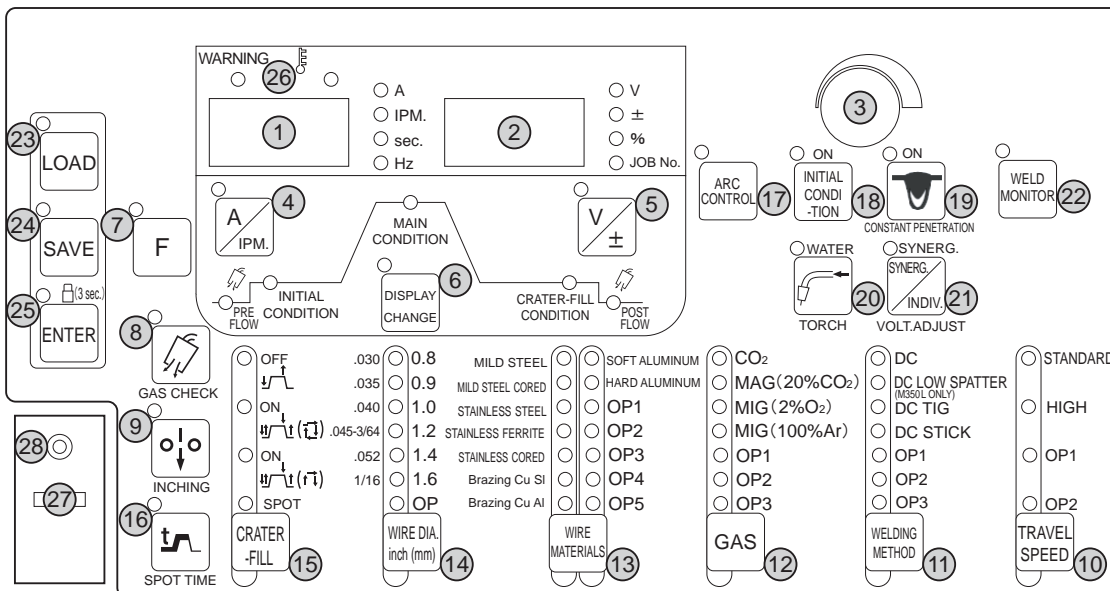 WARNING
26
A
IPM.
sec.
Hz
1
2
V
±
%
JOB No.
3
23
LOAD
24
SAVE
25
(3 sec.)
ENTER
7
F
4
A
IPM.
MAIN
CONDITION
5
V
±
6
DISPLAY
CHANGE
PRE
FLOW
INITIAL
CONDITION
CRATER-FILL
CONDITION
POST
FLOW
ARC
CONTROL
17
ON
INITIAL
CONDI
-TION
18
ON
19
CONSTANT PENETRATION
WELD
MONITOR
22
WATER
20
TORCH
SYNERG.
SYNERG.
INDIV.
21
VOLT.ADJUST
8
GAS CHECK
9
INCHING
16
t
SPOT TIME
28
27
OFF
ON
( )
ON
( )
SPOT
CRATER
-FILL
15
.030 0.8
.035 0.9
.040 1.0
.045-3/64 1.2
.052 1.4
1/16 1.6
OP
WIRE DIA.
inch (mm)
14
MILD STEEL
MILD STEEL CORED
STAINLESS STEEL
STAINLESS FERRITE
STAINLESS CORED
Brazing Cu SI
Brazing Cu Al
SOFT ALUMINUM
HARD ALUMINUM
OP1
OP2
OP3
OP4
OP5
WIRE
MATERIALS
13
CO2
MAG(20%CO2)
MIG(2%O2)
MIG(100%Ar)
OP1
OP2
OP3
GAS
12
DC
DC LOW SPATTER
(M350L ONLY)
DC TIG
DC STICK
OP1
OP2
OP3
WELDING
METHOD
11
STANDARD
HIGH
OP1
OP2
TRAVEL
SPEED
10